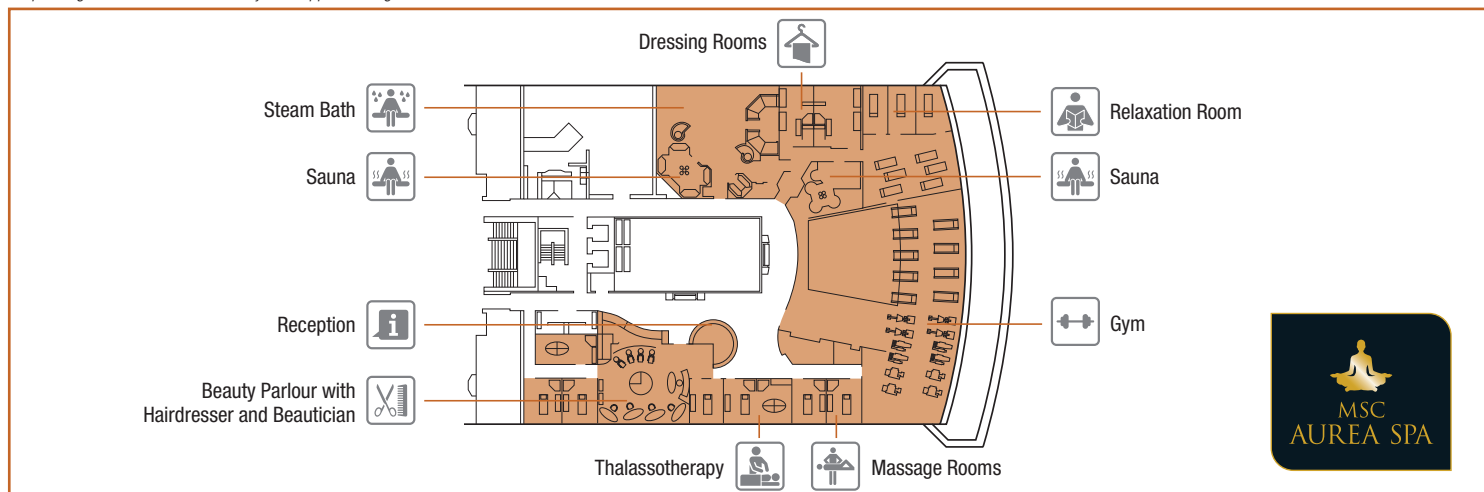 Dressing Rooms
Steam Bath
Relaxation Room
Sauna
Sauna
Reception
Gym
Beauty Parlour with
Hairdresser and Beautician
Thalassotherapy
Massage Rooms
MSC
AUREA SPA